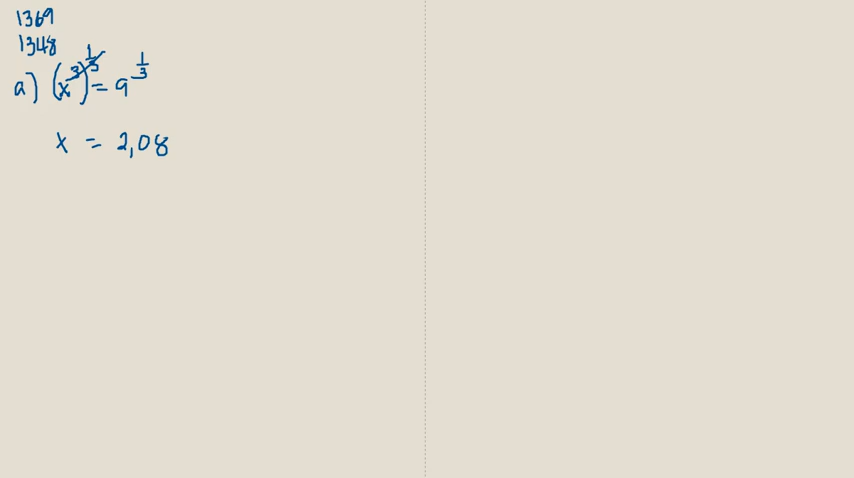 1369
1348
a) (x³)^(1/3) = 9^(1/3)
x = 2,08